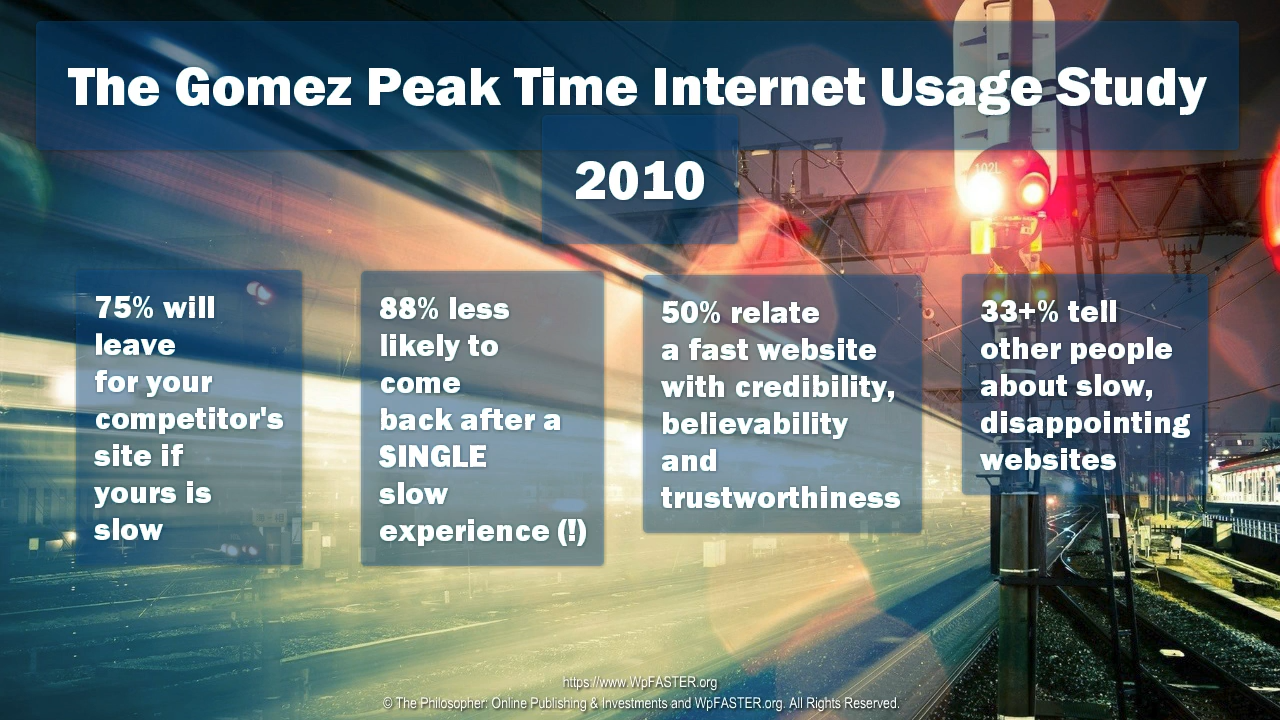 The Gomez Peak Time Internet Usage Study
2010
75% will
leave
for your
competitor's
site if
yours is
slow
88% less
likely to
come
back after a
SINGLE
slow
experience (!)
50% relate
a fast website
with credibility,
believability
and
trustworthiness
33+% tell
other people
about slow,
disappointing
websites
102L
https://www.WpFASTER.org
© The Philosopher: Online Publishing & Investments and WpFASTER.org. All Rights Reserved.